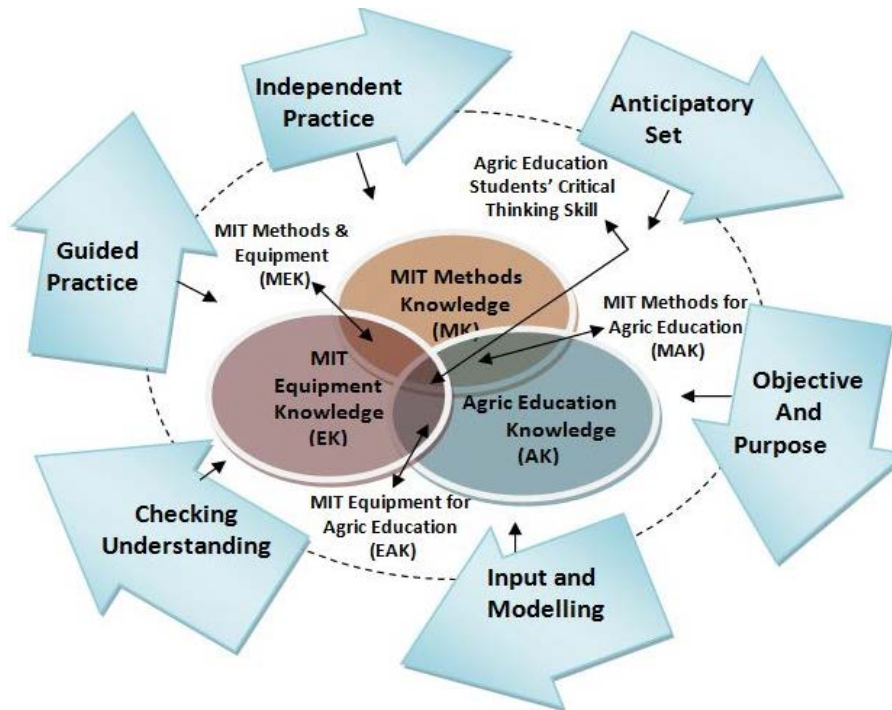 Independent
Practice
Anticipatory
Set
Agric Education
Students' Critical
Thinking Skill
Guided
Practice
MIT Methods &
Equipment
(MEK)
MIT Methods
Knowledge
(MK)
MIT Methods for
Agric Education
(MAK)
MIT
Equipment
Knowledge
(EK)
Agric Education
Knowledge
(AK)
Objective
And
Purpose
Checking
Understanding
MIT Equipment for
Agric Education
(EAK)
Input and
Modelling